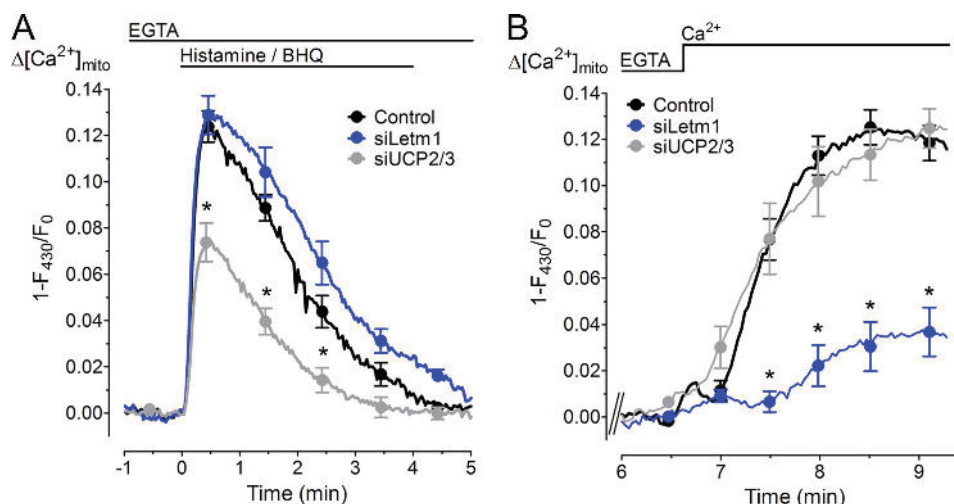 A
EGTA
Histamine / BHQ
Δ[Ca²⁺]mito
0.14
0.12
0.10
0.08
0.06
0.04
0.02
0.00
1-F₄₃₀/F₀
Control
siLetm1
siUCP2/3
*
*
*
-1 0 1 2 3 4 5
Time (min)
B
Ca²⁺
EGTA
Δ[Ca²⁺]mito
0.14
0.12
0.10
0.08
0.06
0.04
0.02
0.00
1-F₄₃₀/F₀
Control
siLetm1
siUCP2/3
*
*
*
*
6 7 8 9
Time (min)